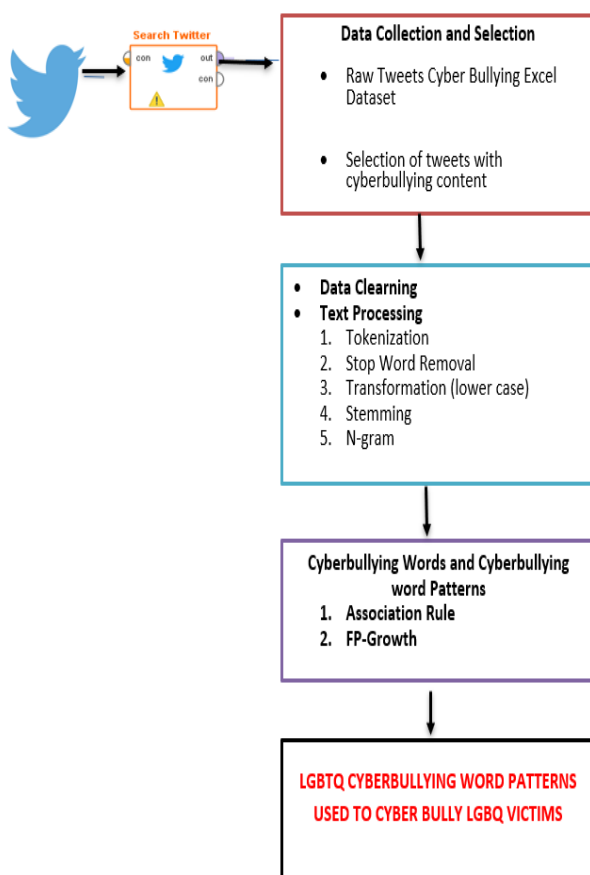 Search Twitter
con out
con
Data Collection and Selection
• Raw Tweets Cyber Bullying Excel
Dataset
• Selection of tweets with
cyberbullying content
• Data Clearning
• Text Processing
1. Tokenization
2. Stop Word Removal
3. Transformation (lower case)
4. Stemming
5. N-gram
Cyberbullying Words and Cyberbullying
word Patterns
1. Association Rule
2. FP-Growth
LGBTQ CYBERBULLYING WORD PATTERNS
USED TO CYBER BULLY LGBQ VICTIMS